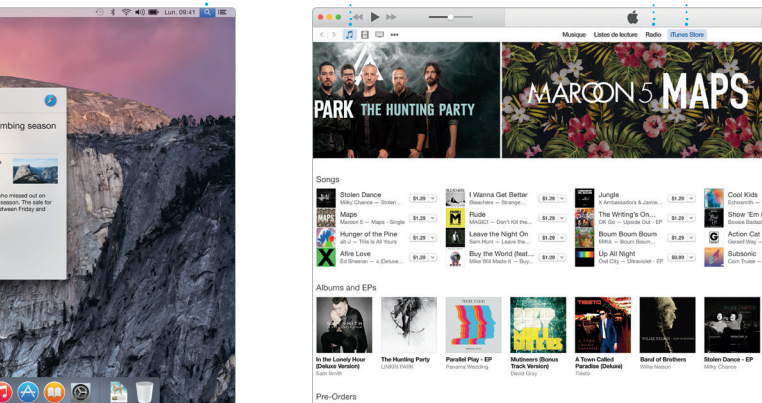 Lun. 09:41
mbing season
ho missed out on
season. The sale for
tween Friday and
Musique Listes de lecture Radio iTunes Store
PARK THE HUNTING PARTY
MAROON 5 MAPS
Songs
Stolen Dance
Milky Chance — Stolen...
$1.29
Maps
Maroon 5 — Maps - Single
$1.29
Hunger of the Pine
alt-J — This Is All Yours
$1.29
Afire Love
Ed Sheeran — x (Deluxe...
$1.29
I Wanna Get Better
Bleachers — Strange...
$1.29
Rude
MAGIC! — Don't Kill the...
$1.29
Leave the Night On
Sam Hunt — Leave the...
$1.29
Buy the World (feat...
Mike Will Made-It — Buy...
$1.29
Jungle
X Ambassadors & Jamie...
$1.29
The Writing's On...
OK Go — Upside Out - EP
$1.29
Boum Boum Boum
MIKA — Boum Boum...
$1.29
Up All Night
Owl City — Ultraviolet - EP
$0.99
Cool Kids
Echosmith —
Show 'Em (
Boosie Badaz
Action Cat
Gerard Way —
Subsonic
Com Truise —
Albums and EPs
In the Lonely Hour
(Deluxe Version)
Sam Smith
The Hunting Party
LINKIN PARK
Parallel Play - EP
Panama Wedding
Mutineers (Bonus
Track Version)
David Gray
A Town Called
Paradise (Deluxe)
Tiësto
Band of Brothers
Willie Nelson
Stolen Dance - EP
Milky Chance
Pre-Orders